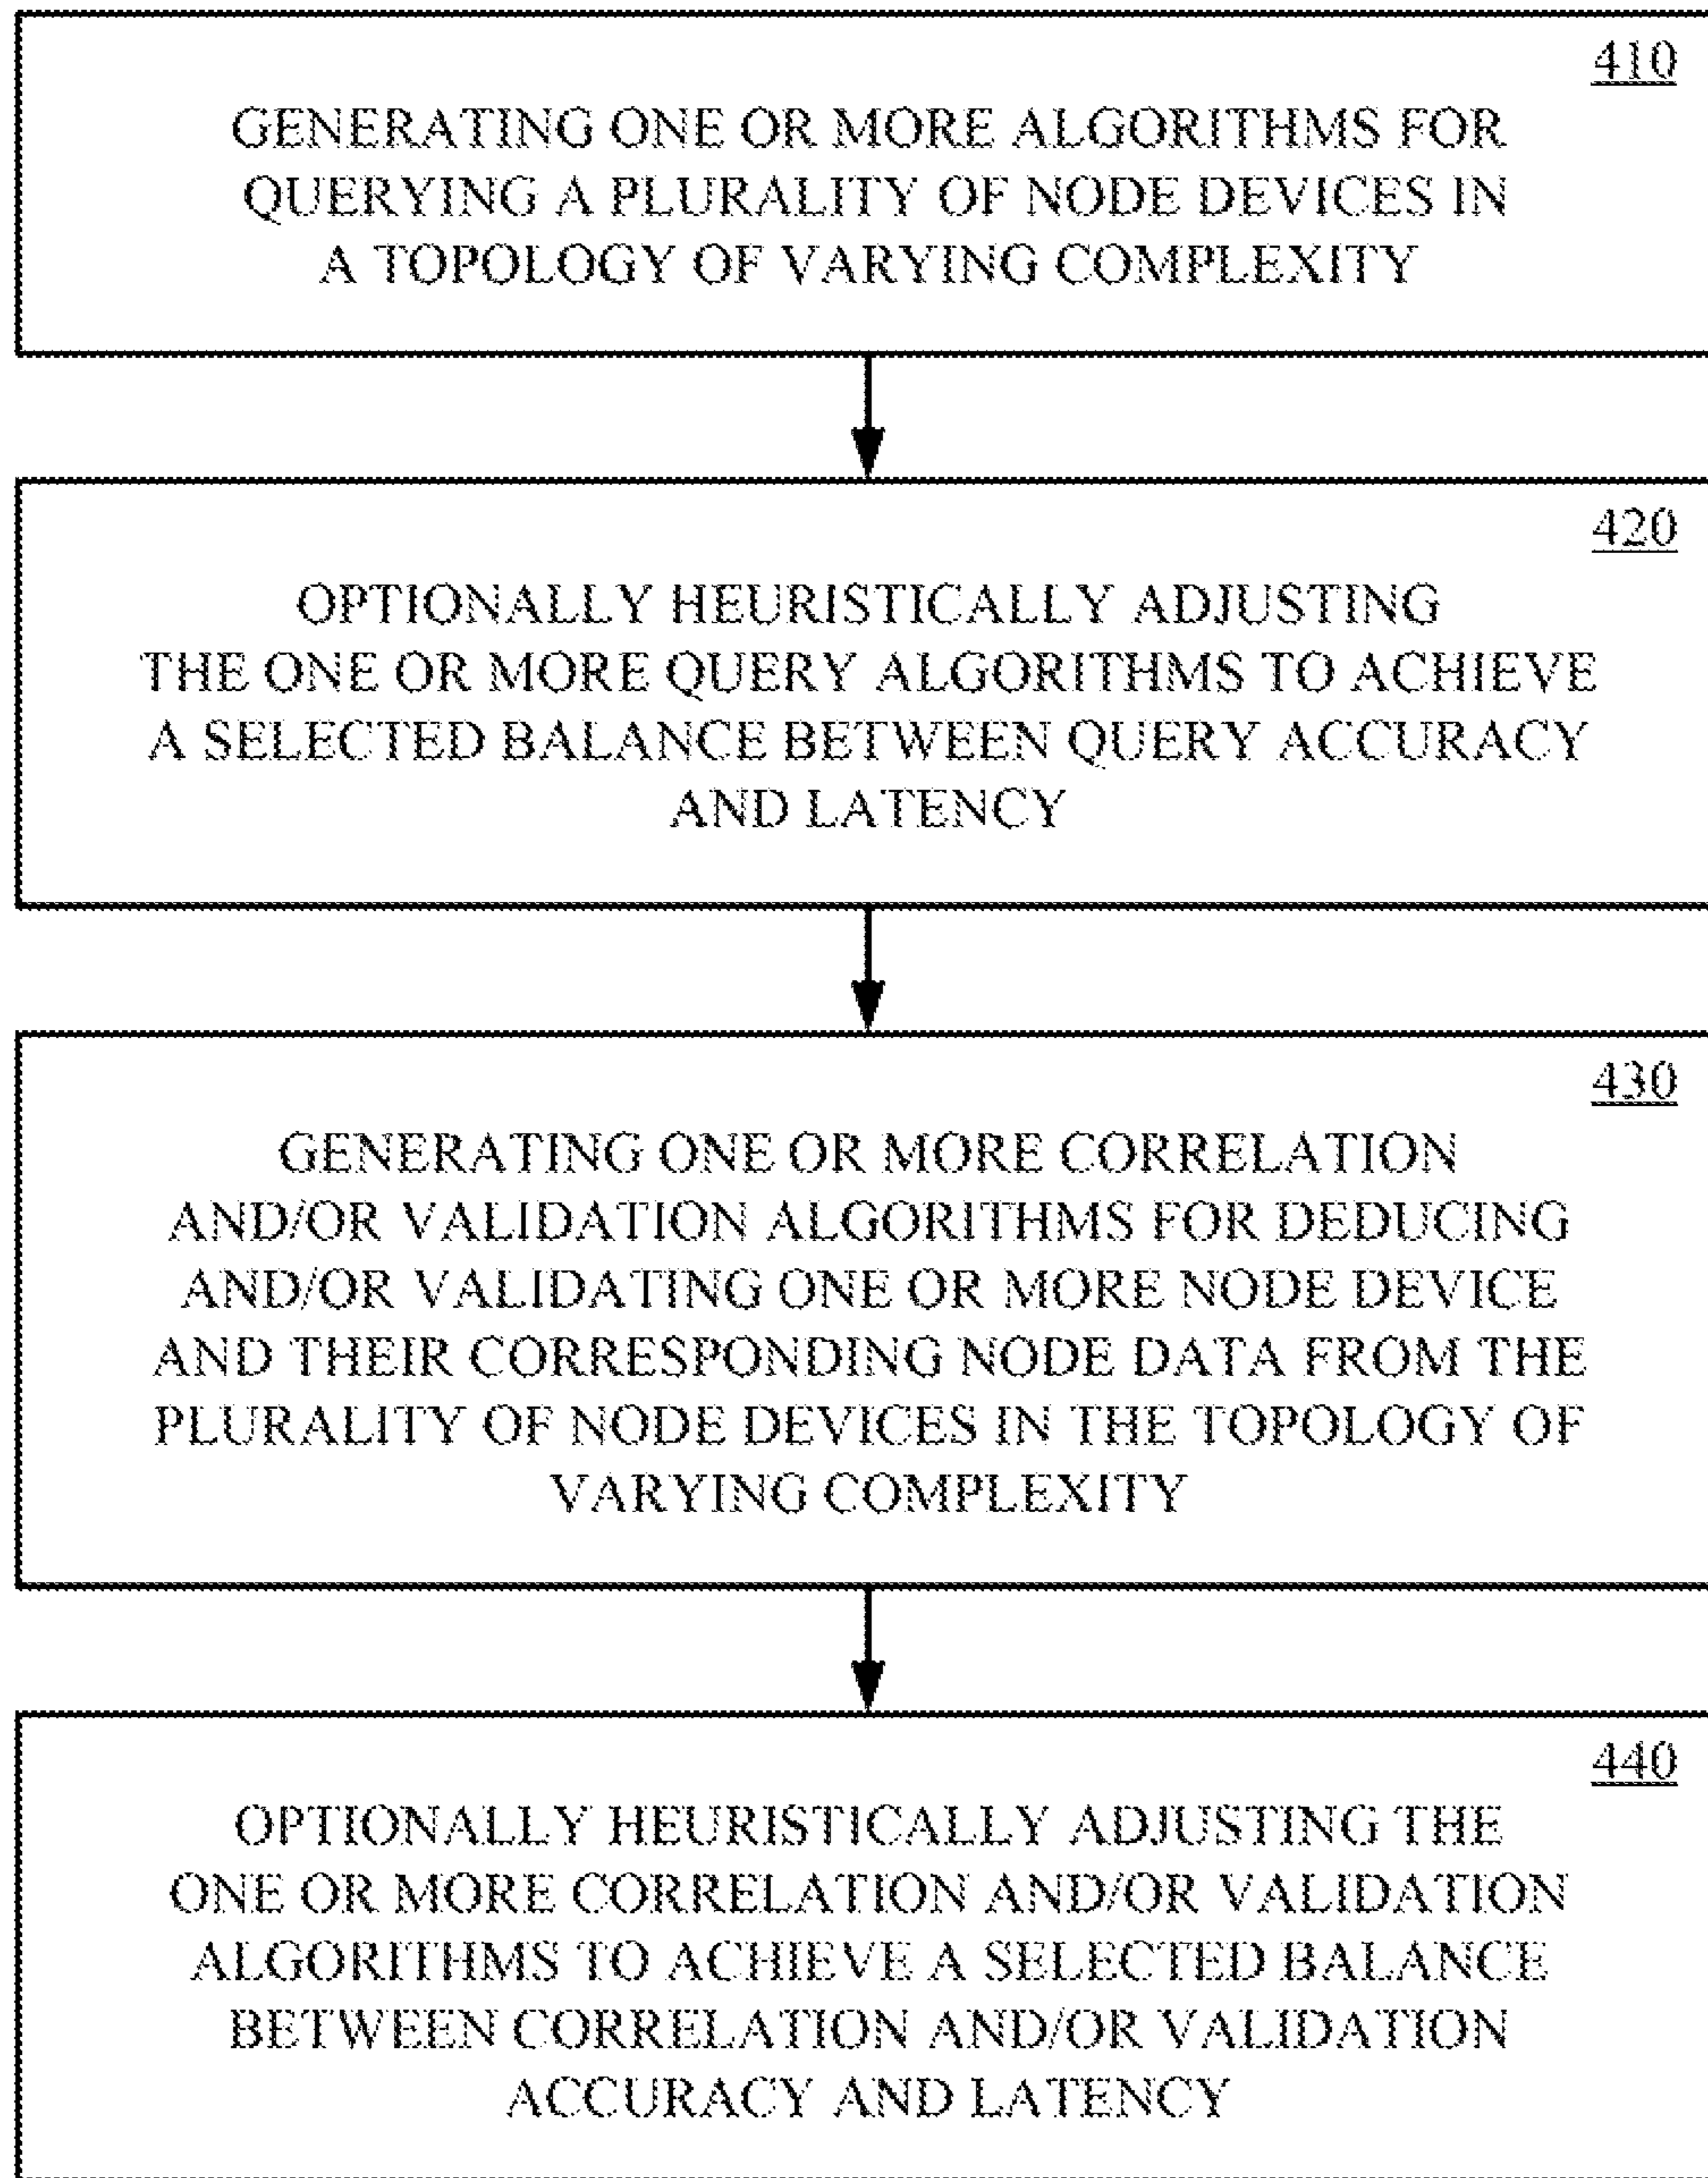 410
GENERATING ONE OR MORE ALGORITHMS FOR
QUERYING A PLURALITY OF NODE DEVICES IN
A TOPOLOGY OF VARYING COMPLEXITY
420
OPTIONALLY HEURISTICALLY ADJUSTING
THE ONE OR MORE QUERY ALGORITHMS TO ACHIEVE
A SELECTED BALANCE BETWEEN QUERY ACCURACY
AND LATENCY
430
GENERATING ONE OR MORE CORRELATION
AND/OR VALIDATION ALGORITHMS FOR DEDUCING
AND/OR VALIDATING ONE OR MORE NODE DEVICE
AND THEIR CORRESPONDING NODE DATA FROM THE
PLURALITY OF NODE DEVICES IN THE TOPOLOGY OF
VARYING COMPLEXITY
440
OPTIONALLY HEURISTICALLY ADJUSTING THE
ONE OR MORE CORRELATION AND/OR VALIDATION
ALGORITHMS TO ACHIEVE A SELECTED BALANCE
BETWEEN CORRELATION AND/OR VALIDATION
ACCURACY AND LATENCY